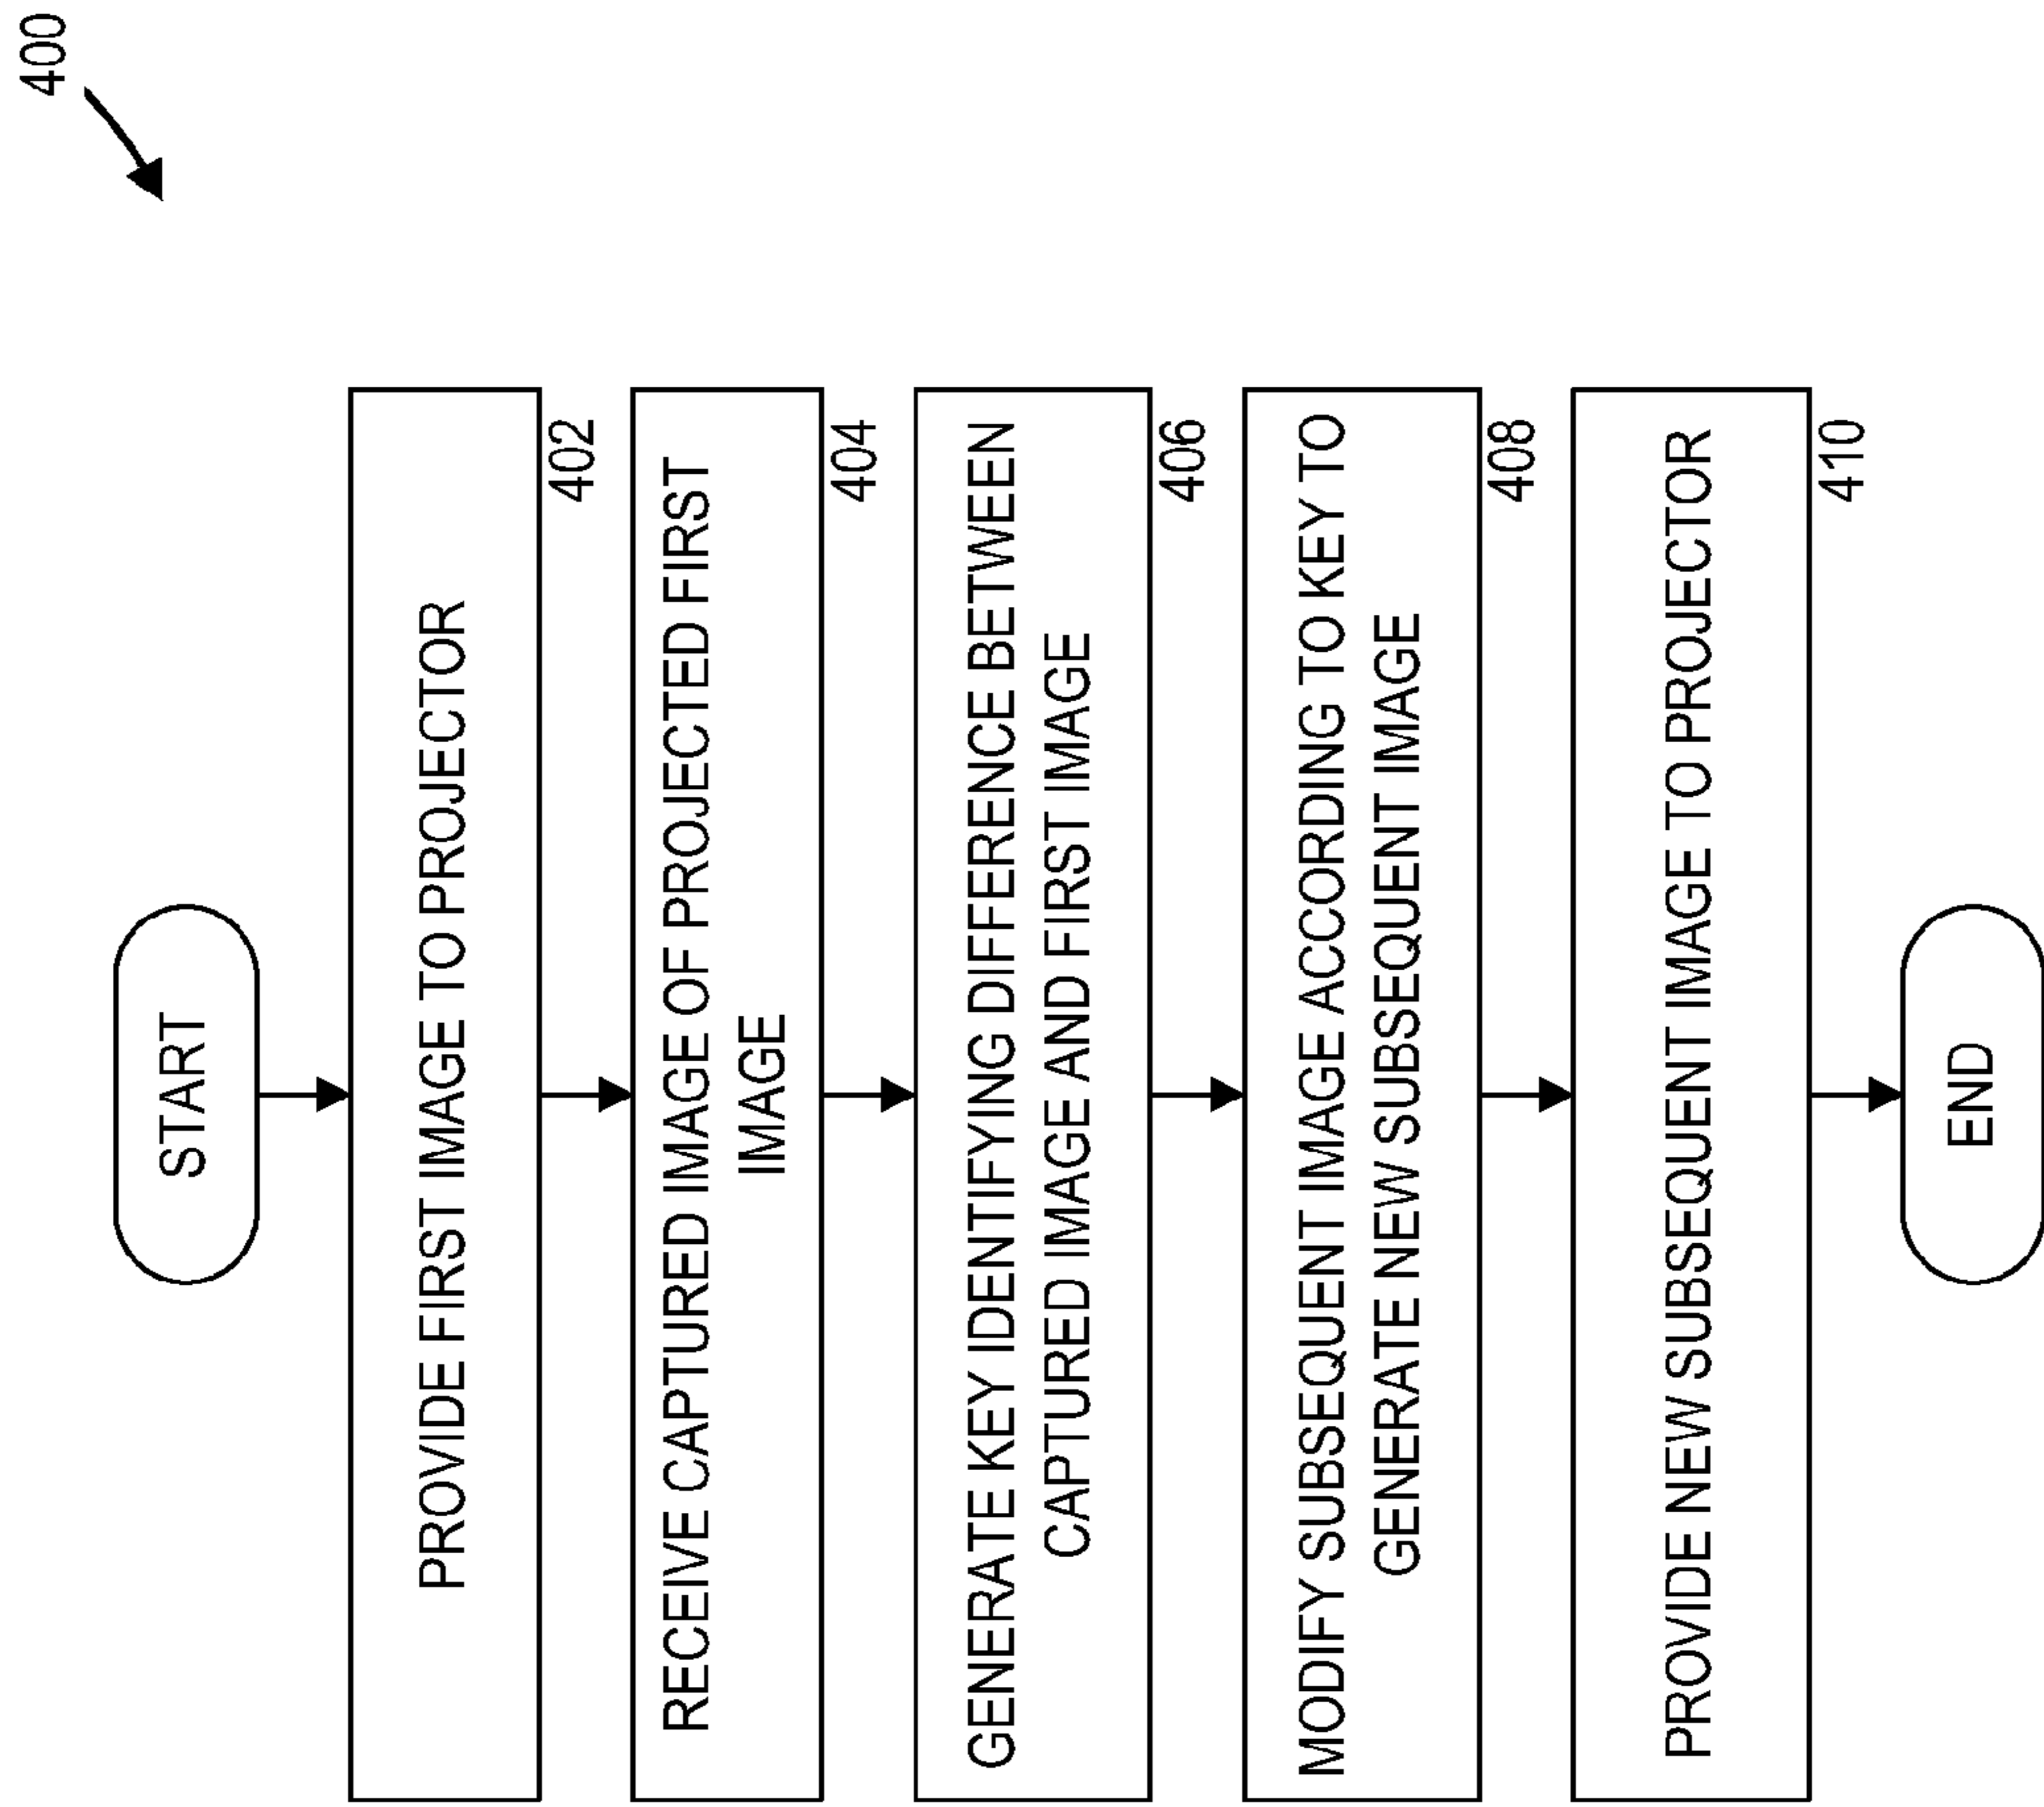 400
START
PROVIDE FIRST IMAGE TO PROJECTOR
402
RECEIVE CAPTURED IMAGE OF PROJECTED FIRST
IMAGE
404
GENERATE KEY IDENTIFYING DIFFERENCE BETWEEN
CAPTURED IMAGE AND FIRST IMAGE
406
MODIFY SUBSEQUENT IMAGE ACCORDING TO KEY TO
GENERATE NEW SUBSEQUENT IMAGE
408
PROVIDE NEW SUBSEQUENT IMAGE TO PROJECTOR
410
END